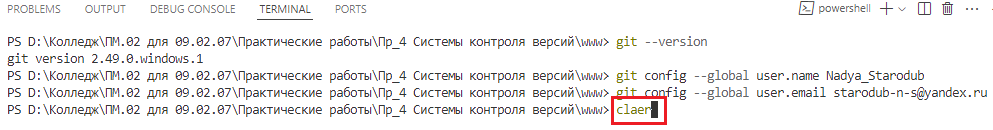 PROBLEMS OUTPUT DEBUG CONSOLE TERMINAL PORTS powershell
PS D:\Колледж\ПМ.02 для 09.02.07\Практические работы\Пр_4 Системы контроля версий\www> git --version
git version 2.49.0.windows.1
PS D:\Колледж\ПМ.02 для 09.02.07\Практические работы\Пр_4 Системы контроля версий\www> git config --global user.name Nadya_Starodub
PS D:\Колледж\ПМ.02 для 09.02.07\Практические работы\Пр_4 Системы контроля версий\www> git config --global user.email starodub-n-s@yandex.ru
PS D:\Колледж\ПМ.02 для 09.02.07\Практические работы\Пр_4 Системы контроля версий\www> claer